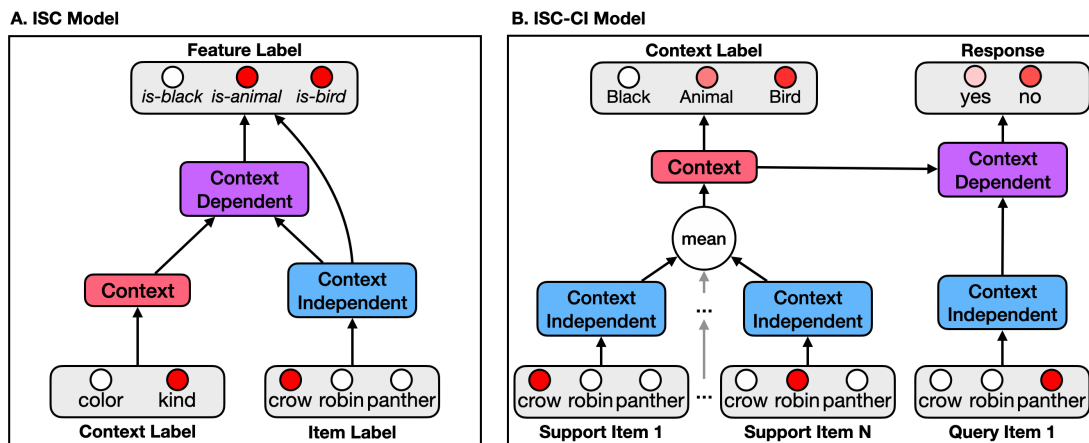 A. ISC Model
Feature Label
is-black is-animal is-bird
Context
Dependent
Context
Context
Independent
color kind
crow robin panther
Context Label
Item Label
B. ISC-CI Model
Context Label
Response
Black Animal Bird
yes no
Context
Context
Dependent
mean
Context
Independent
...
Context
Independent
Context
Independent
crow robin panther
...
crow robin panther
crow robin panther
Support Item 1
Support Item N
Query Item 1